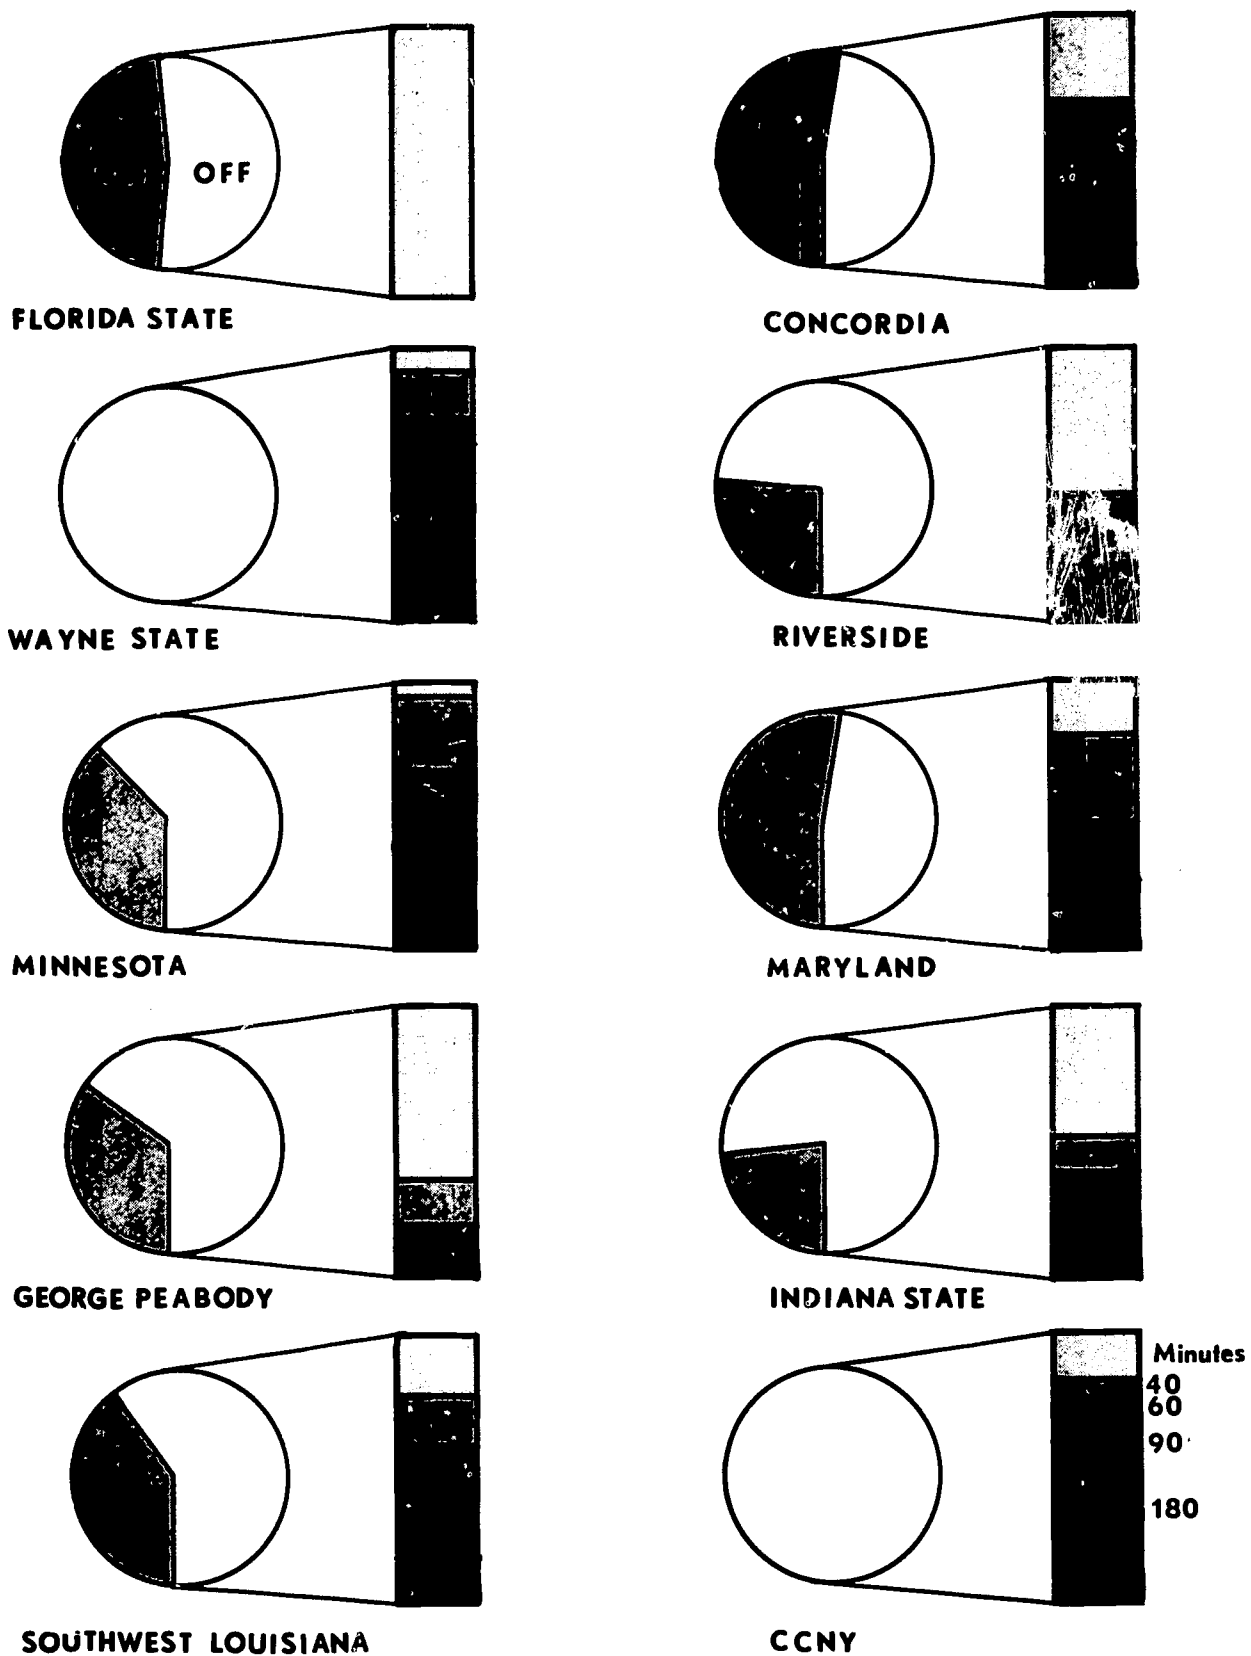 OFF
FLORIDA STATE
CONCORDIA
WAYNE STATE
RIVERSIDE
MINNESOTA
MARYLAND
GEORGE PEABODY
INDIANA STATE
Minutes
40
60
90
180
SOUTHWEST LOUISIANA
CCNY